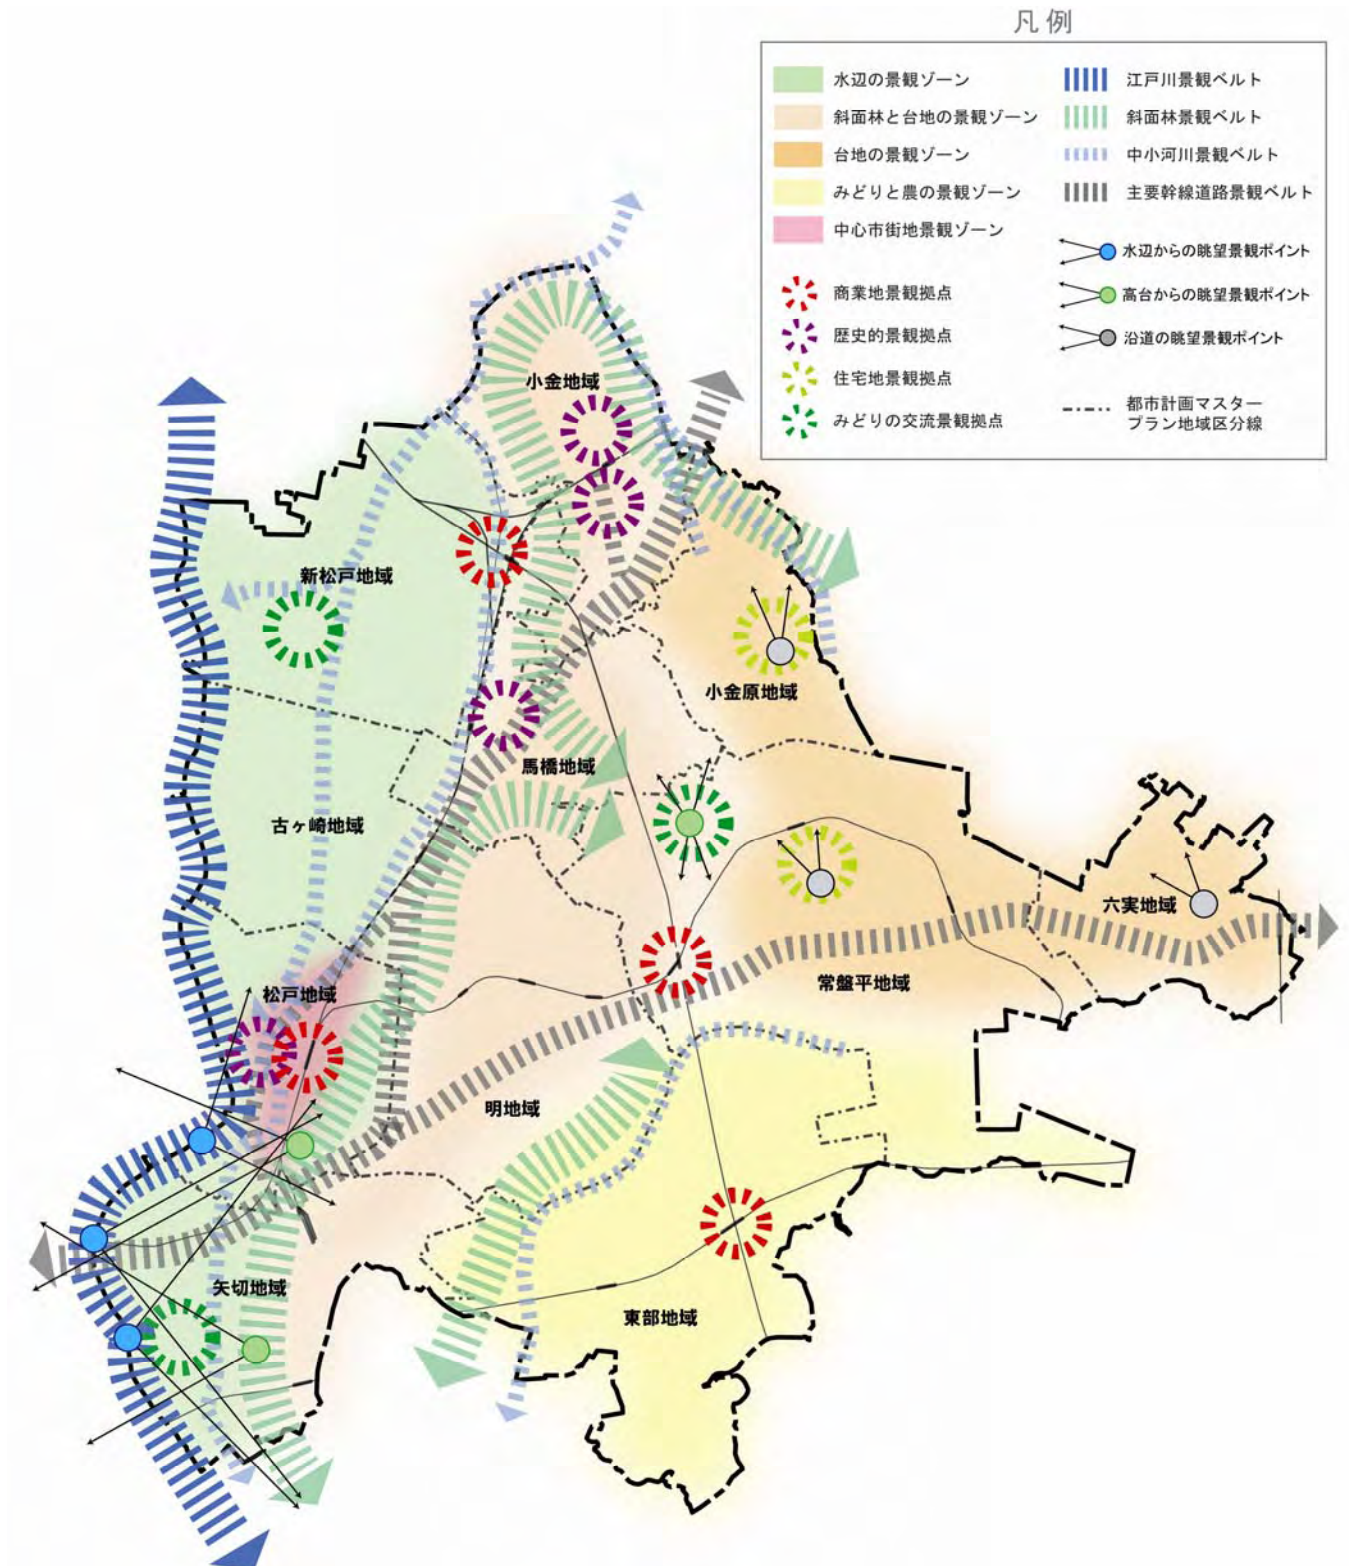 凡例
水辺の景観ゾーン
斜面林と台地の景観ゾーン
台地の景観ゾーン
みどりと農の景観ゾーン
中心市街地景観ゾーン
商業地景観拠点
歴史的景観拠点
住宅地景観拠点
みどりの交流景観拠点
江戸川景観ベルト
斜面林景観ベルト
中小河川景観ベルト
主要幹線道路景観ベルト
水辺からの眺望景観ポイント
高台からの眺望景観ポイント
沿道の眺望景観ポイント
都市計画マスター
プラン地域区分線
小金地域
新松戸地域
小金原地域
馬橋地域
古ヶ崎地域
六実地域
常盤平地域
松戸地域
明地域
矢切地域
東部地域